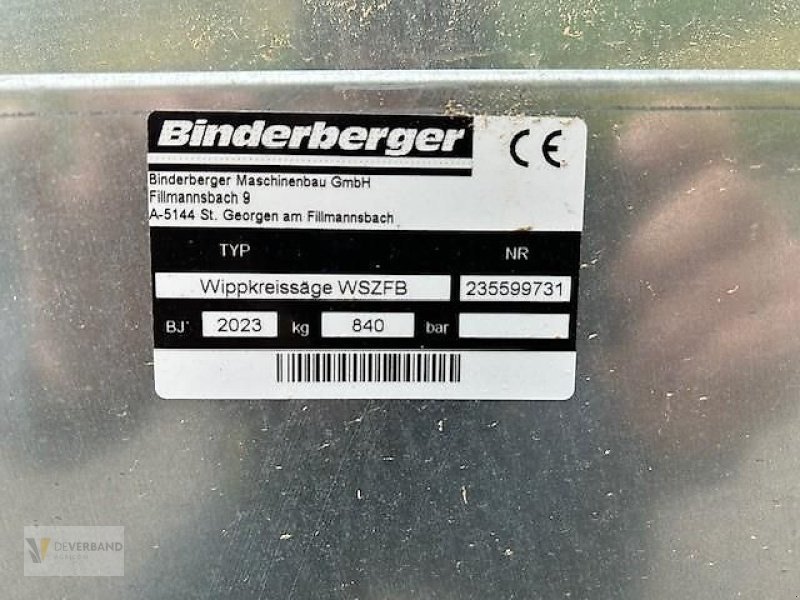 Binderberger
CE
Binderberger Maschinenbau GmbH
Fillmannsbach 9
A-5144 St. Georgen am Fillmannsbach
TYP NR
Wippkreissäge WSZFB 235599731
BJ 2023 kg 840 bar
DEVERBAND